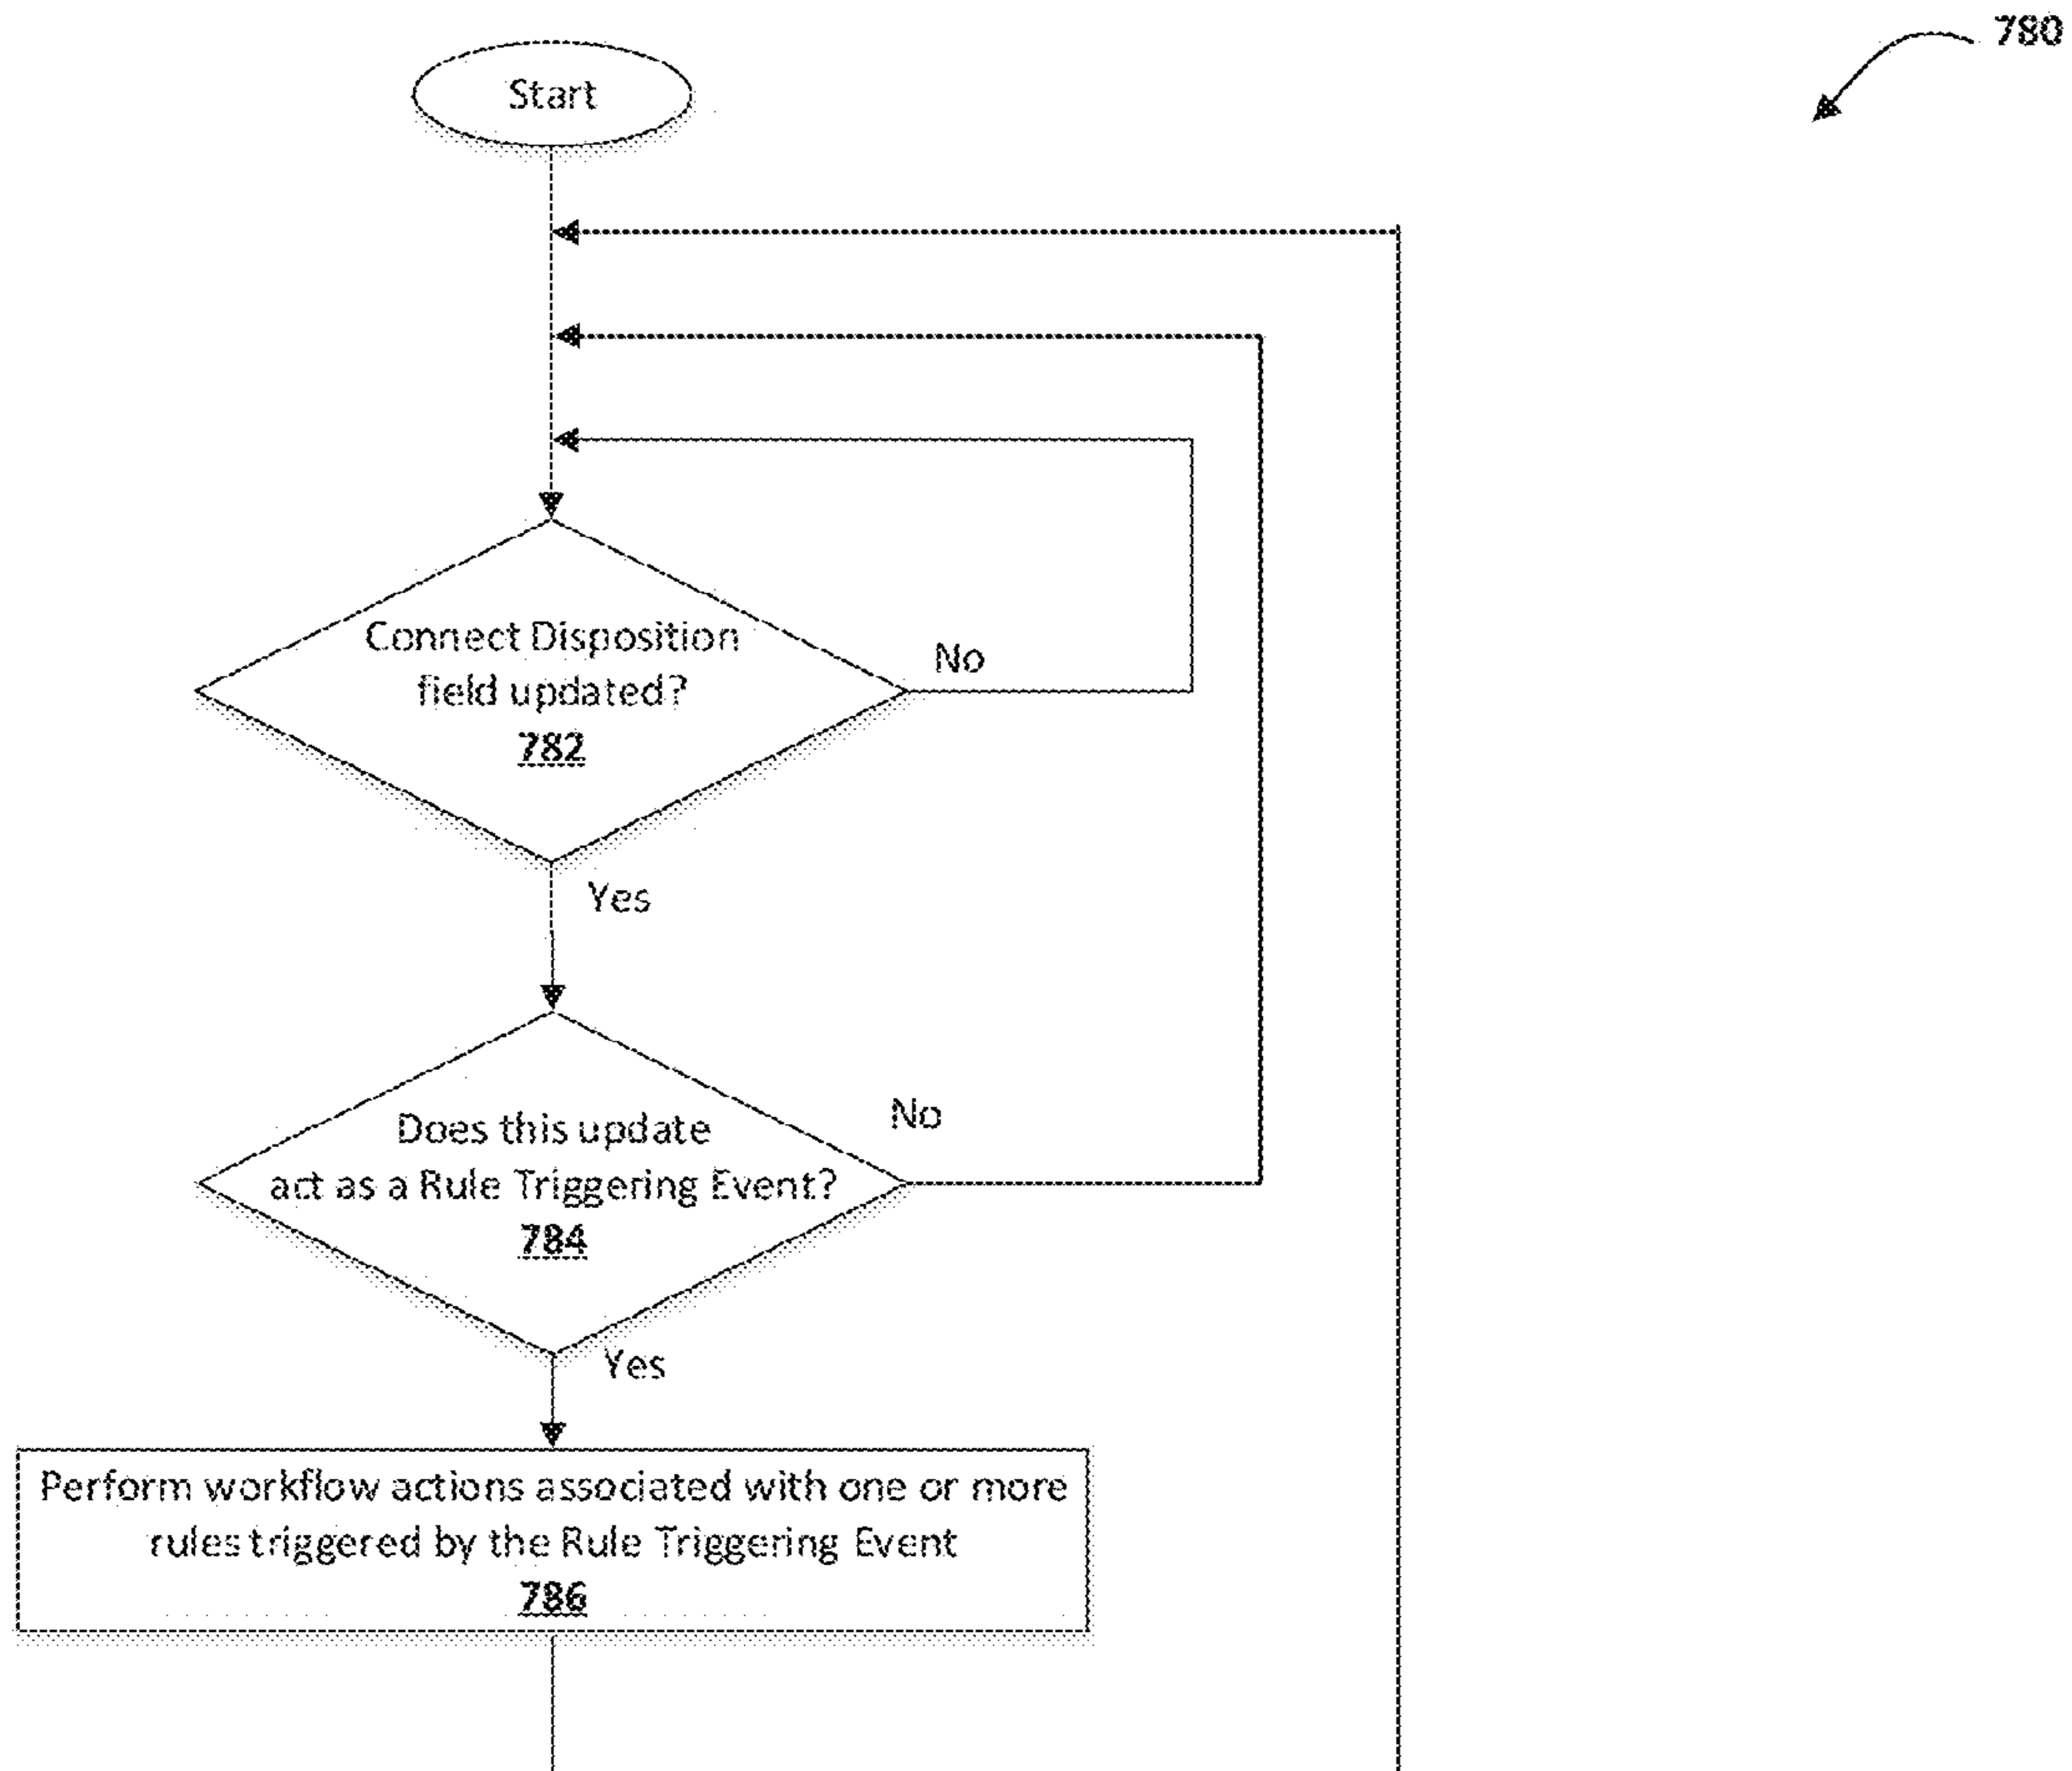 780
Start
Connect Disposition
field updated?
782
No
Yes
Does this update
act as a Rule Triggering Event?
784
No
Yes
Perform workflow actions associated with one or more
rules triggered by the Rule Triggering Event
786